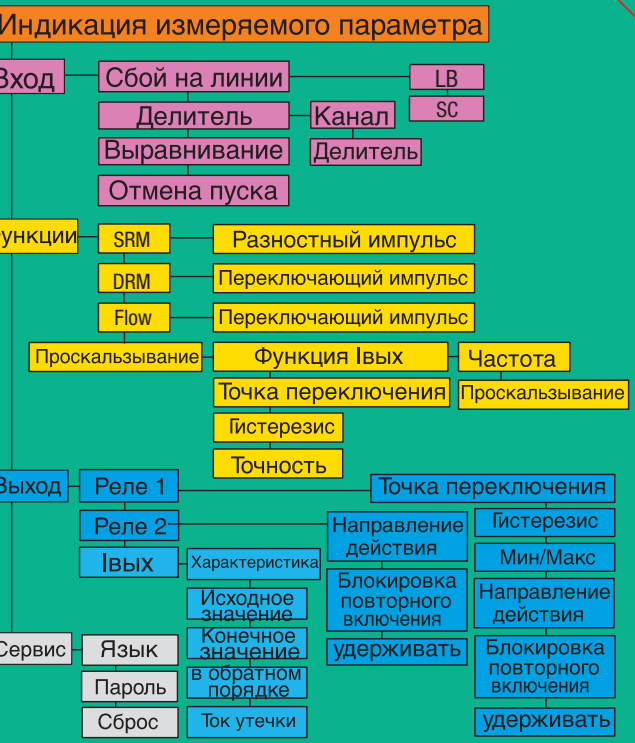 Индикация измеряемого параметра
Вход
Сбой на линии
LB
SC
Делитель
Канал
Делитель
Выравнивание
Отмена пуска
Функции
SRM
Разностный импульс
DRM
Переключающий импульс
Flow
Переключающий импульс
Проскальзывание
Функция Iвых
Частота
Проскальзывание
Точка переключения
Гистерезис
Точность
Выход
Реле 1
Точка переключения
Реле 2
Направление
действия
Блокировка
повторного
включения
удерживать
Гистерезис
Мин/Макс
Направление
действия
Блокировка
повторного
включения
удерживать
Iвых
Характеристика
Исходное
значение
Конечное
значение
в обратном
порядке
Ток утечки
Сервис
Язык
Пароль
Сброс